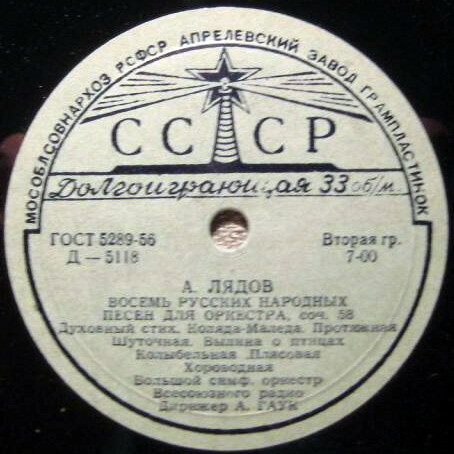 МОСОБЛСОВНАРХОЗ РСФСР АПРЕЛЕВСКИЙ ЗАВОД ГРАМПЛАСТИНОК
СССР
Долгоиграющая 33 об/м.
ГОСТ 5289-56 Вторая гр.
Д — 5118 7-00
А. ЛЯДОВ
ВОСЕМЬ РУССКИХ НАРОДНЫХ
ПЕСЕН ДЛЯ ОРКЕСТРА, соч. 58
Духовный стих. Коляда-Маледа. Протяжная
Шуточная. Былина о птицах
Колыбельная Плясовая
Хороводная
Большой симф. оркестр
Всесоюзного радио
Дирижер А. ГАУК